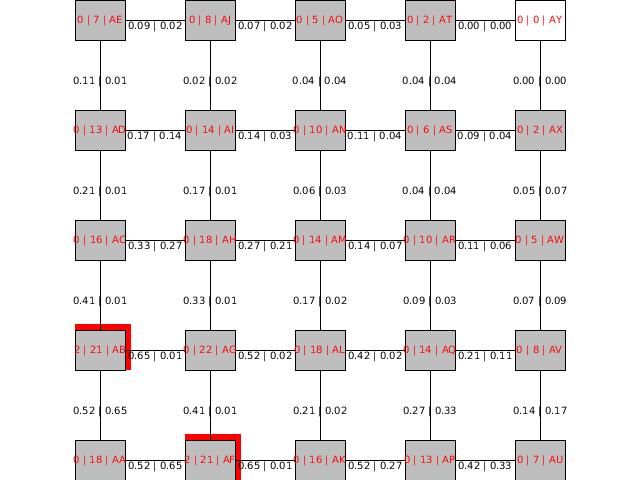 0 | 7 | AE 0.09 | 0.02 0 | 8 | AJ 0.07 | 0.02 0 | 5 | AO 0.05 | 0.03 0 | 2 | AT 0.00 | 0.00 0 | 0 | AY
0.11 | 0.01 0.02 | 0.02 0.04 | 0.04 0.04 | 0.04 0.00 | 0.00
0 | 13 | AD 0.17 | 0.14 0 | 14 | AI 0.14 | 0.03 0 | 10 | AN 0.11 | 0.04 0 | 6 | AS 0.09 | 0.04 0 | 2 | AX
0.21 | 0.01 0.17 | 0.01 0.06 | 0.03 0.04 | 0.04 0.05 | 0.07
0 | 16 | AC 0.33 | 0.27 0 | 18 | AH 0.27 | 0.21 0 | 14 | AM 0.14 | 0.07 0 | 10 | AR 0.11 | 0.06 0 | 5 | AW
0.41 | 0.01 0.33 | 0.01 0.17 | 0.02 0.09 | 0.03 0.07 | 0.09
2 | 21 | AB 0.65 | 0.01 0 | 22 | AG 0.52 | 0.02 0 | 18 | AL 0.42 | 0.02 0 | 14 | AQ 0.21 | 0.11 0 | 8 | AV
0.52 | 0.65 0.41 | 0.01 0.21 | 0.02 0.27 | 0.33 0.14 | 0.17
0 | 18 | AA 0.52 | 0.65 2 | 21 | AF 0.65 | 0.01 0 | 16 | AK 0.52 | 0.27 0 | 13 | AP 0.42 | 0.33 0 | 7 | AU